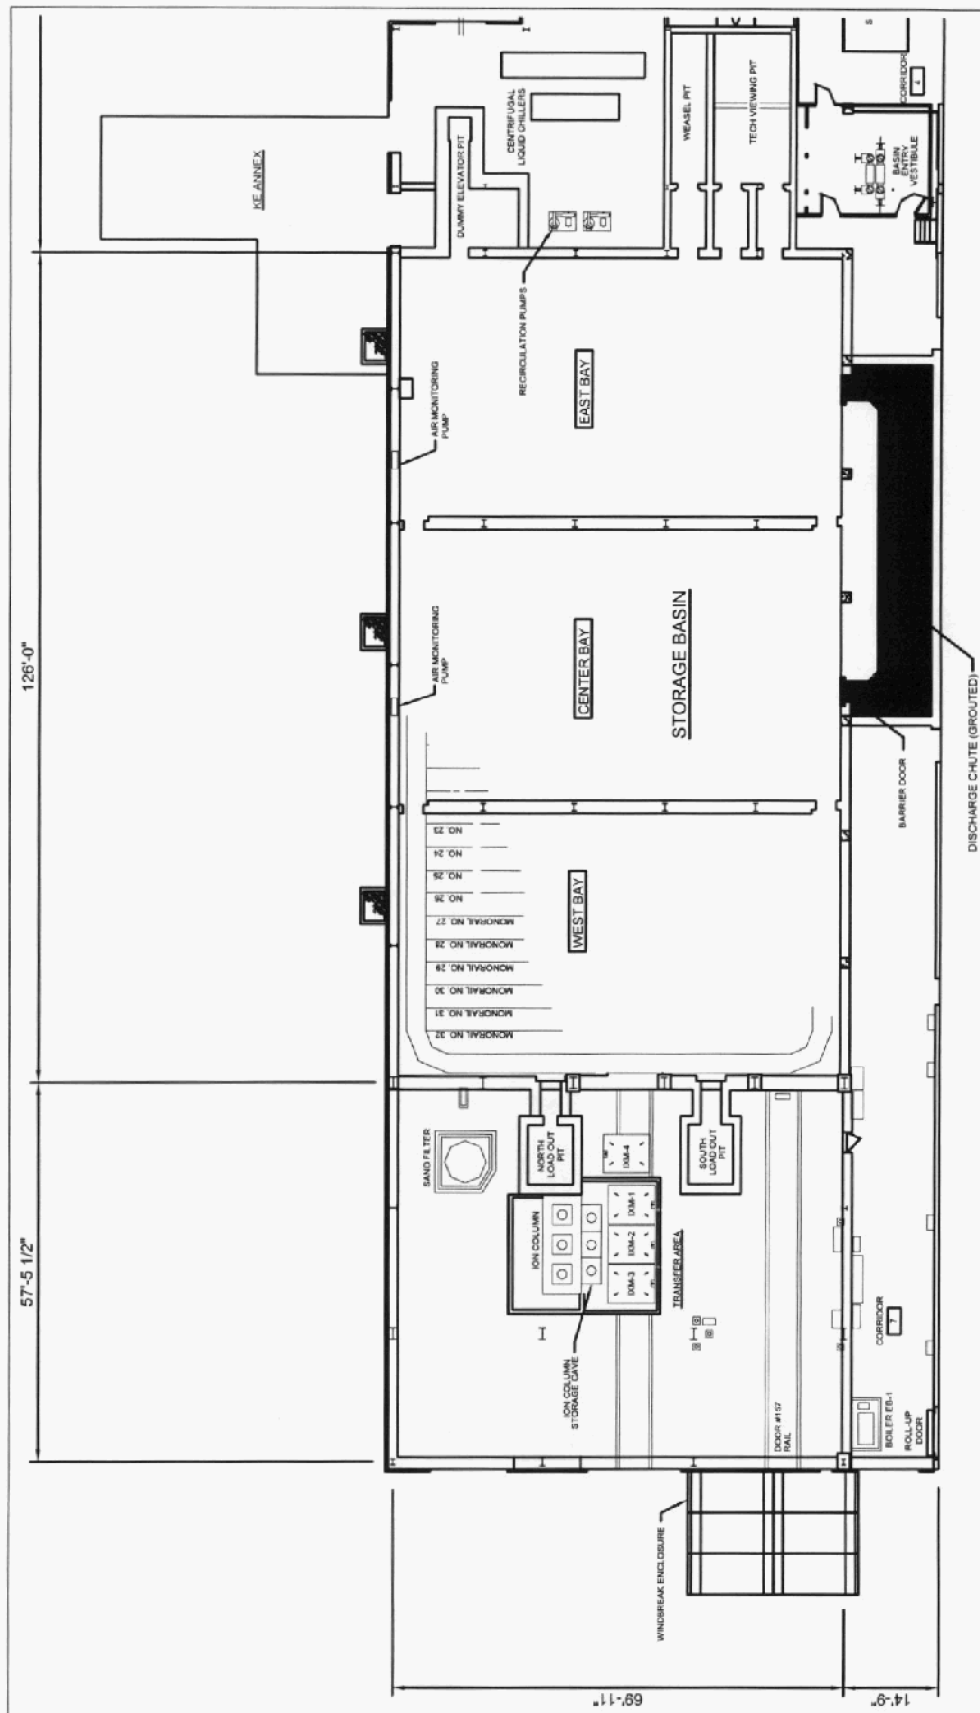 126'-0"
57'-5 1/2"
KE ANNEX
DUMMY ELEVATOR PIT
CENTRIFUGAL
LIQUID CHILLERS
WEASEL PIT
TECH VIEWING PIT
CORRIDOR
4
5
BASIN
ENTRY
VESTIBULE
RECIRCULATION PUMPS
AIR MONITORING
PUMP
EAST BAY
AIR MONITORING
PUMP
CENTER BAY
STORAGE BASIN
BARRIER DOOR
DISCHARGE CHUTE (GROUTED)
NO. 23
NO. 24
NO. 25
NO. 26
MONORAIL NO. 27
MONORAIL NO. 28
MONORAIL NO. 29
MONORAIL NO. 30
MONORAIL NO. 31
MONORAIL NO. 32
WEST BAY
SAND FILTER
NORTH
LOAD OUT
PIT
SOUTH
LOAD OUT
PIT
IXM-4
ION COLUMN
IXM-1
IXM-2
IXM-3
TRANSFER AREA
ION COLUMN
STORAGE CAVE
CORRIDOR
7
DOOR #157
RAIL
BOILER EB-1
ROLL-UP
DOOR
WINDBREAK ENCLOSURE
69'-11"
14'-9"